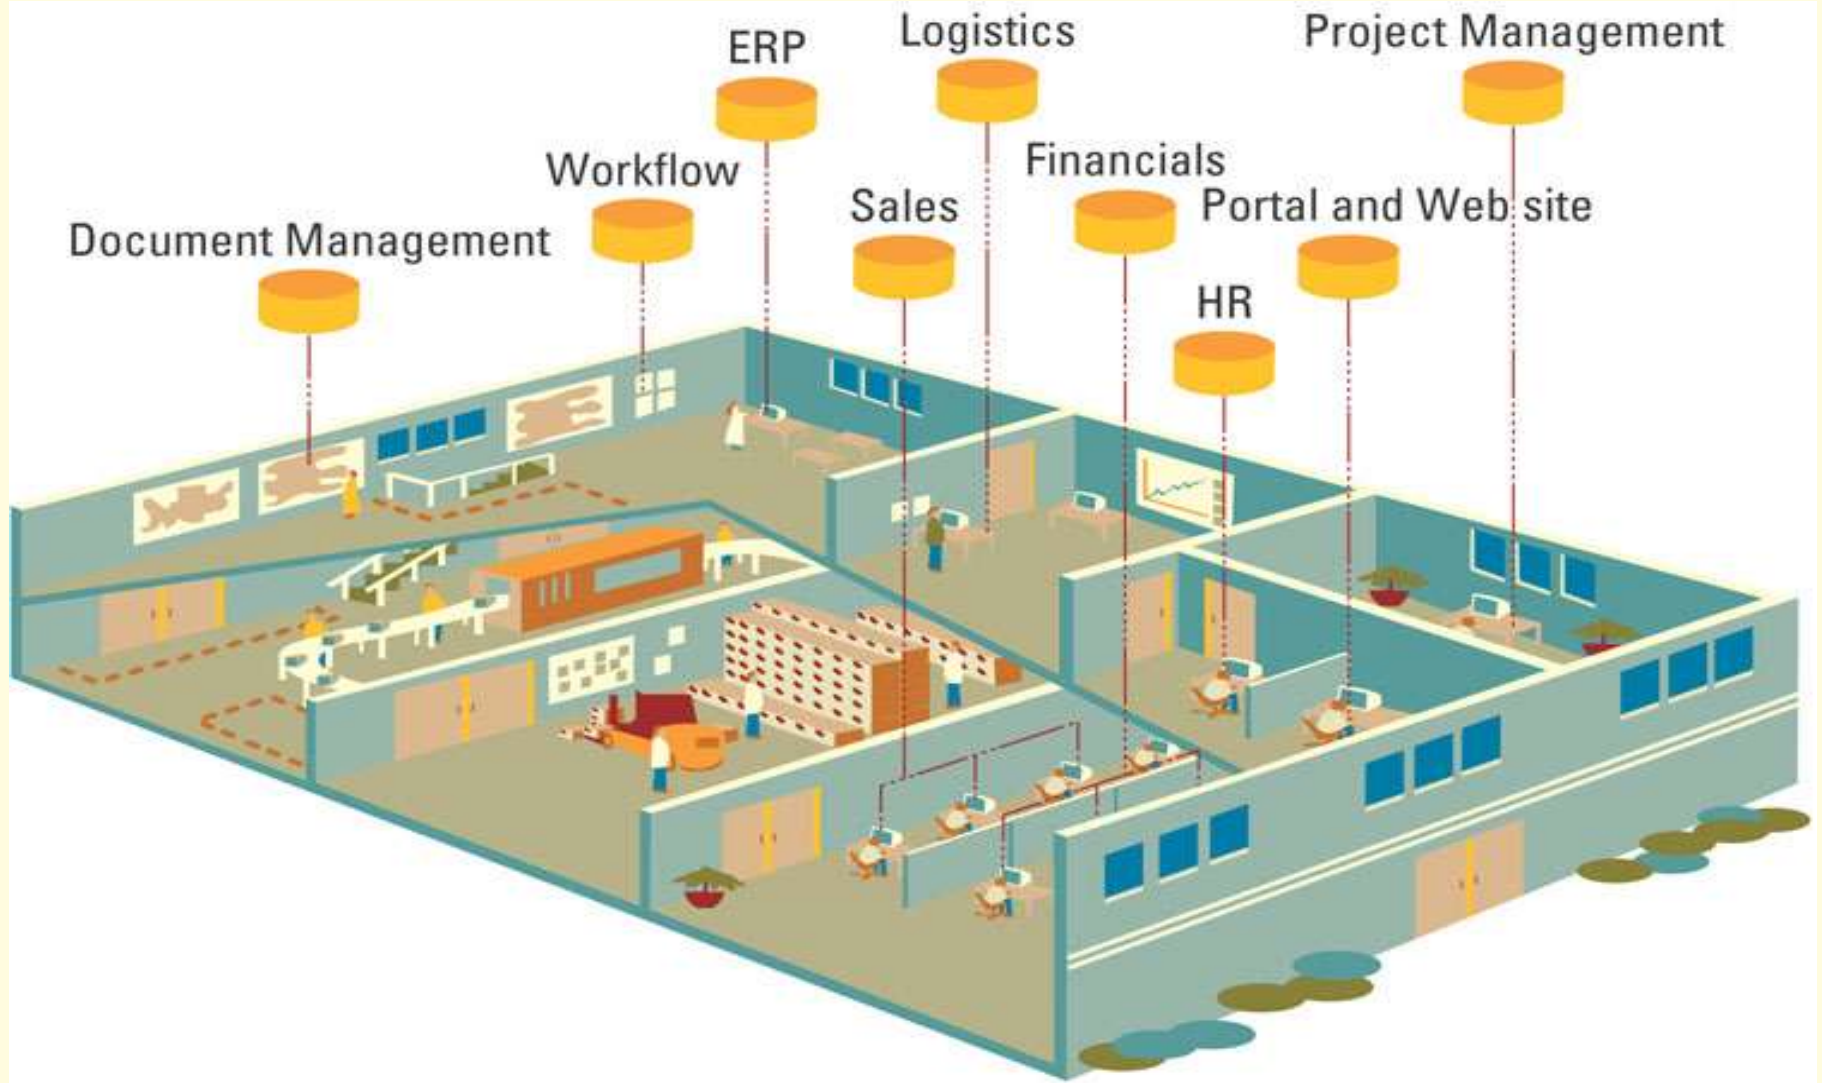 ERP
Logistics
Project Management
Workflow
Financials
Sales
Portal and Web site
Document Management
HR